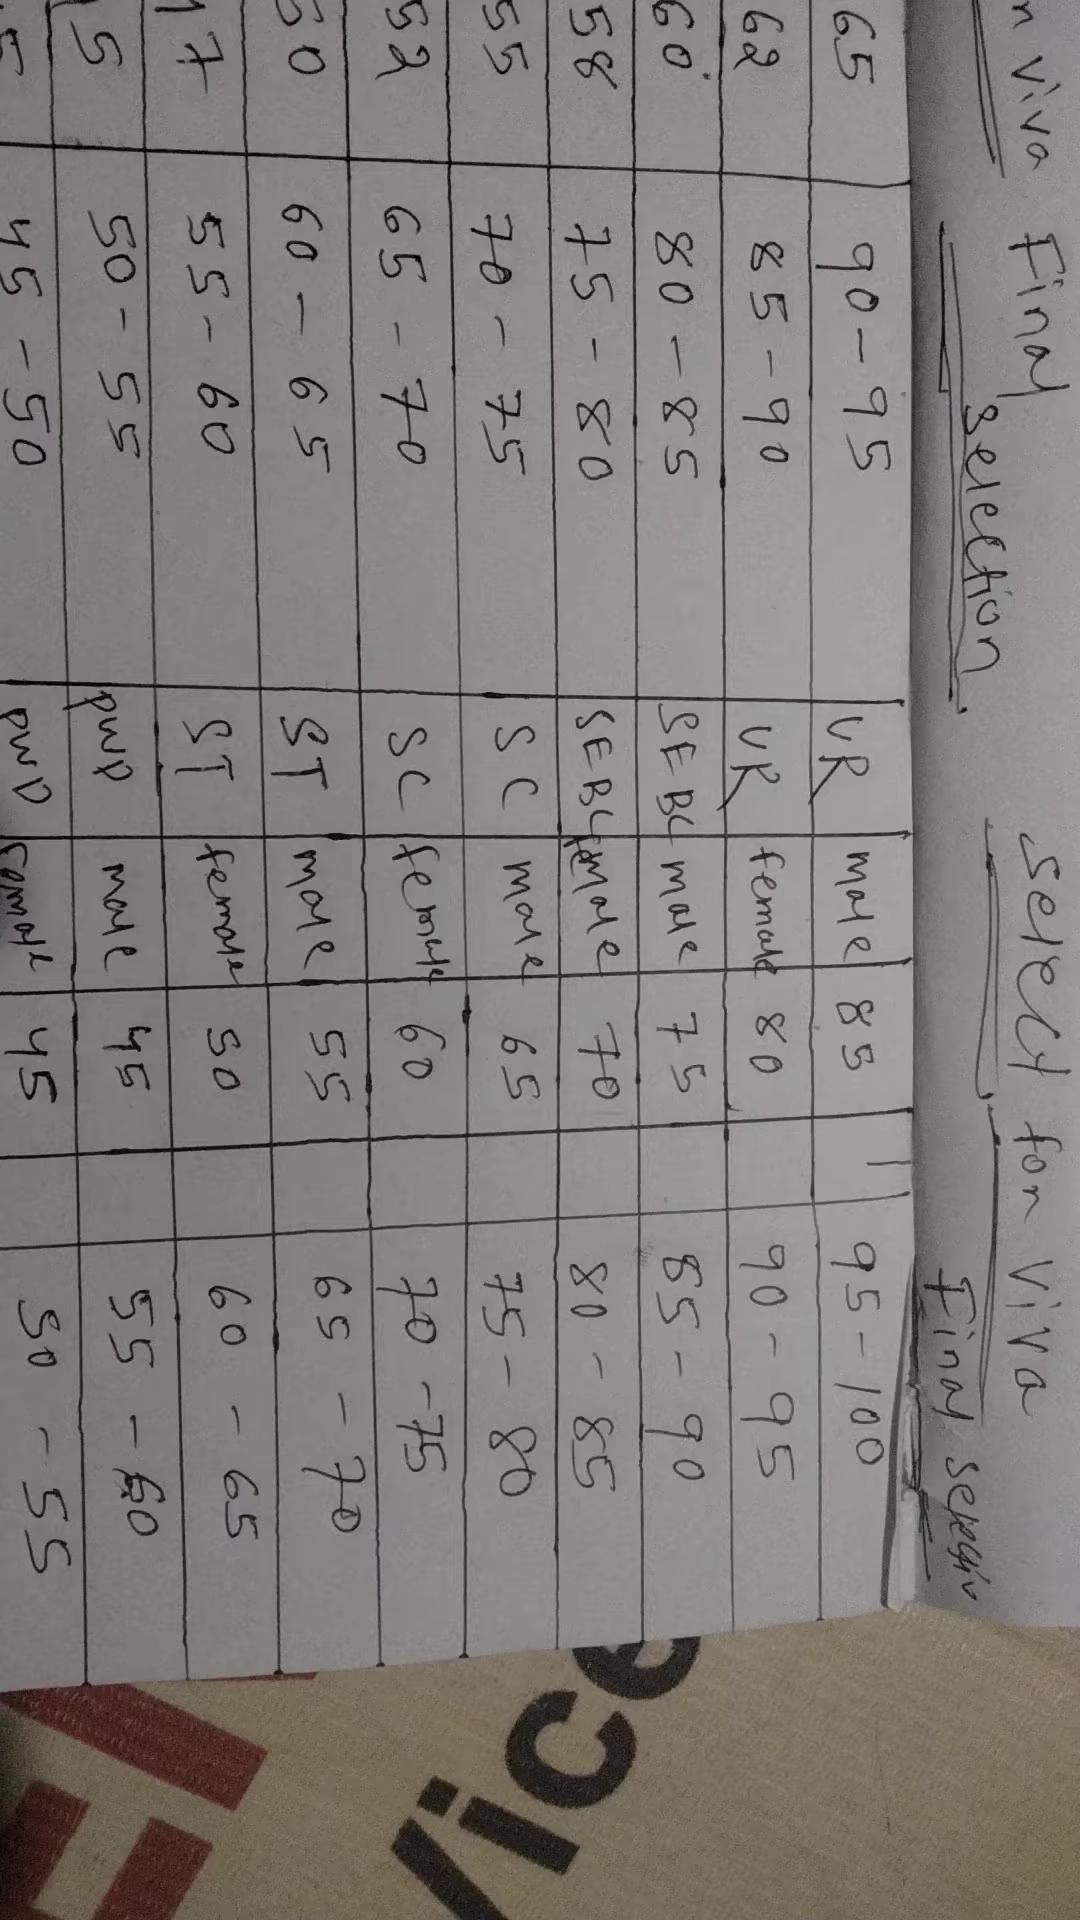 n viva Final selection.
select for viva
Final selectiv
65 90-95 UR male 85 95-100
62 85-90 UR female 80 90-95
60 80-85 SEBC male 75 85-90
58 75-80 SEBC female 70 80-85
55 70-75 SC male 65 75-80
52 65-70 SC female 60 70-75
50 60-65 ST male 55 65-70
47 55-60 ST female 50 60-65
45 50-55 pwD male 45 55-60
45-50 pwD female 45 50-55
Vice